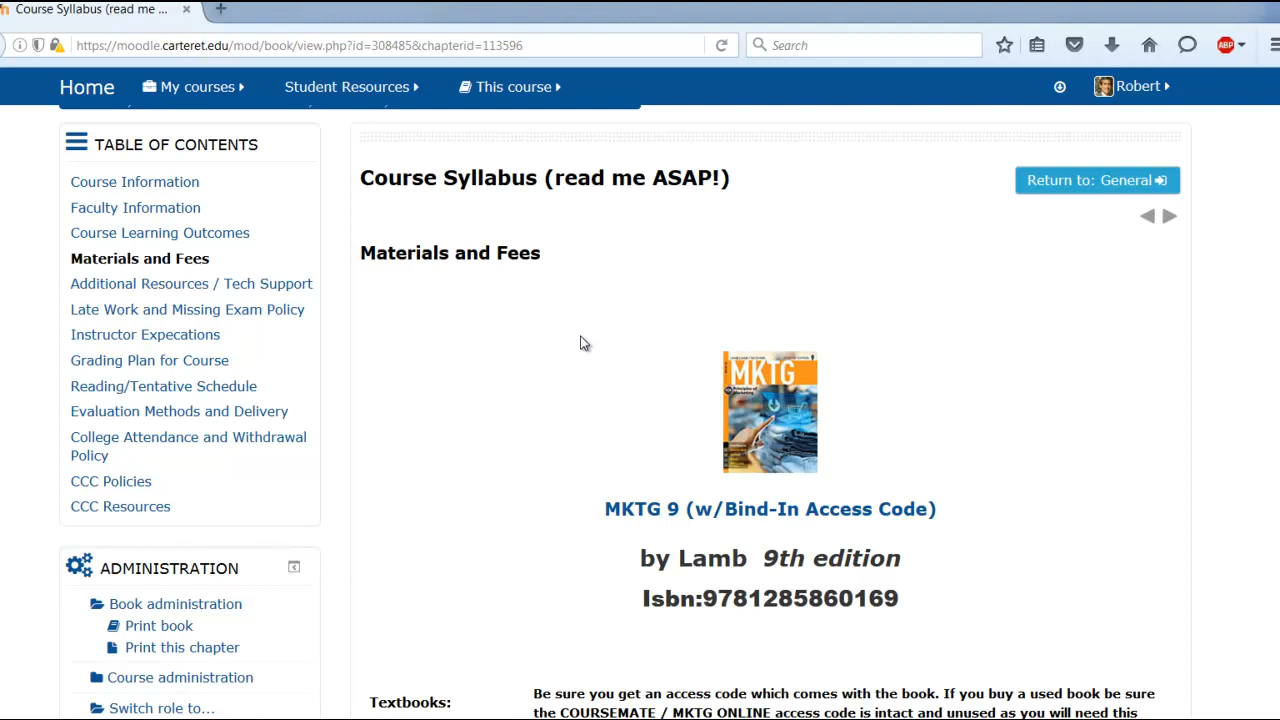 Course Syllabus (read me ...
https://moodle.carteret.edu/mod/book/view.php?id=308485&chapterid=113596
Search
ABP
Home
My courses
Student Resources
This course
Robert
TABLE OF CONTENTS
Course Information
Faculty Information
Course Learning Outcomes
Materials and Fees
Additional Resources / Tech Support
Late Work and Missing Exam Policy
Instructor Expecations
Grading Plan for Course
Reading/Tentative Schedule
Evaluation Methods and Delivery
College Attendance and Withdrawal
Policy
CCC Policies
CCC Resources
ADMINISTRATION
Book administration
Print book
Print this chapter
Course administration
Switch role to...
Course Syllabus (read me ASAP!)
Return to: General
Materials and Fees
MKTG
Principles of
Marketing
MKTG 9 (w/Bind-In Access Code)
by Lamb 9th edition
Isbn:9781285860169
Textbooks:
Be sure you get an access code which comes with the book. If you buy a used book be sure
the COURSEMATE / MKTG ONLINE access code is intact and unused as you will need this